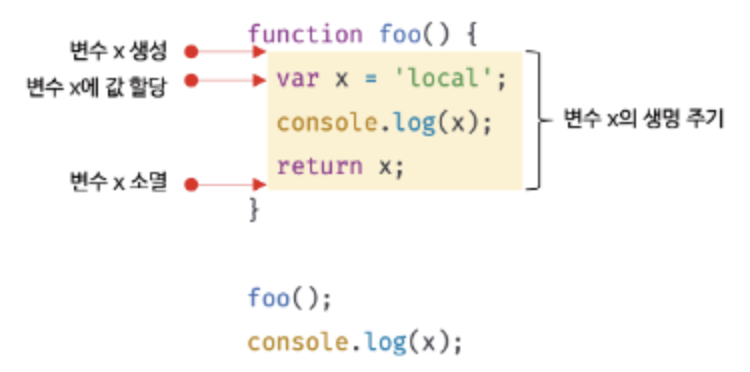 function foo() {
변수 x 생성
변수 x에 값 할당
var x = 'local';
console.log(x);
변수 x의 생명 주기
return x;
변수 x 소멸
}
foo();
console.log(x);